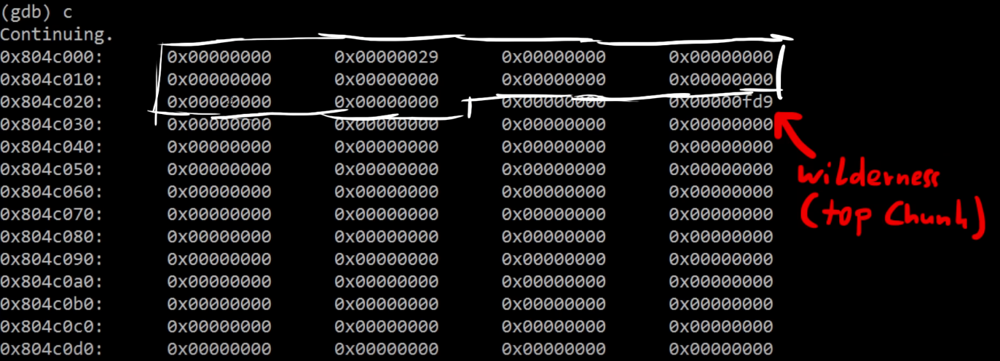 (gdb) c
Continuing.
0x804c000: 0x00000000 0x00000029 0x00000000 0x00000000
0x804c010: 0x00000000 0x00000000 0x00000000 0x00000000
0x804c020: 0x00000000 0x00000000 0x00000000 0x00000fd9
0x804c030: 0x00000000 0x00000000 0x00000000 0x00000000
0x804c040: 0x00000000 0x00000000 0x00000000 0x00000000
0x804c050: 0x00000000 0x00000000 0x00000000 0x00000000
wilderness
0x804c060: 0x00000000 0x00000000 0x00000000 0x00000000
0x804c070: 0x00000000 0x00000000 0x00000000 0x00000000
(top Chunk)
0x804c080: 0x00000000 0x00000000 0x00000000 0x00000000
0x804c090: 0x00000000 0x00000000 0x00000000 0x00000000
0x804c0a0: 0x00000000 0x00000000 0x00000000 0x00000000
0x804c0b0: 0x00000000 0x00000000 0x00000000 0x00000000
0x804c0c0: 0x00000000 0x00000000 0x00000000 0x00000000
0x804c0d0: 0x00000000 0x00000000 0x00000000 0x00000000